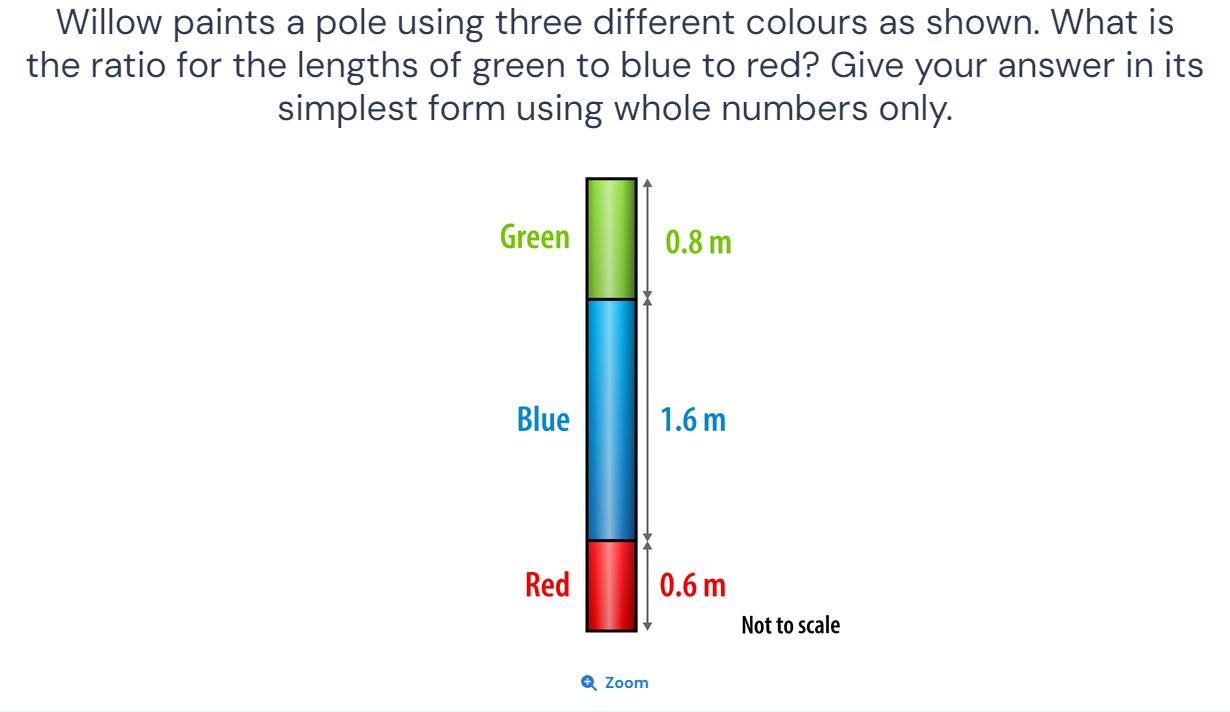 Willow paints a pole using three different colours as shown. What is
the ratio for the lengths of green to blue to red? Give your answer in its
simplest form using whole numbers only.
Green
0.8 m
Blue
1.6 m
Red
0.6 m
Not to scale
Zoom